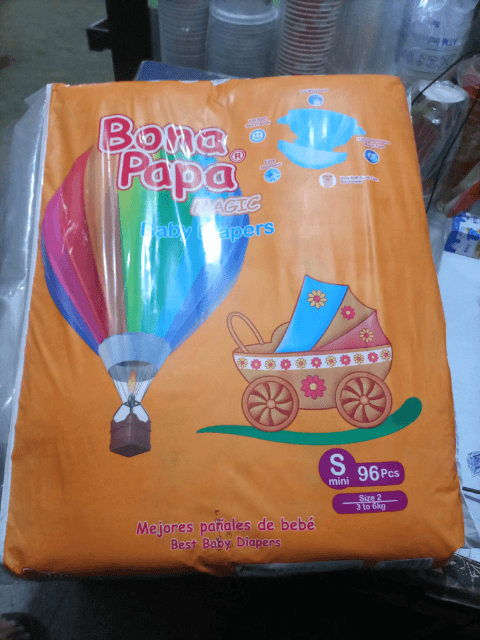 Bona
Papa®
MAGIC
Baby Diapers
S
mini
96Pcs
Size 2
3 to 6kg
Mejores pañales de bebé
Best Baby Diapers